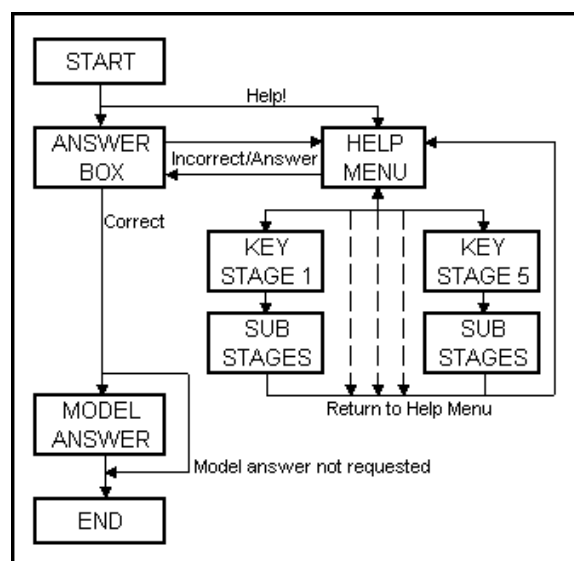 START
Help!
ANSWER
BOX
Incorrect/Answer
HELP
MENU
Correct
KEY
STAGE 1
KEY
STAGE 5
SUB
STAGES
SUB
STAGES
Return to Help Menu
MODEL
ANSWER
Model answer not requested
END